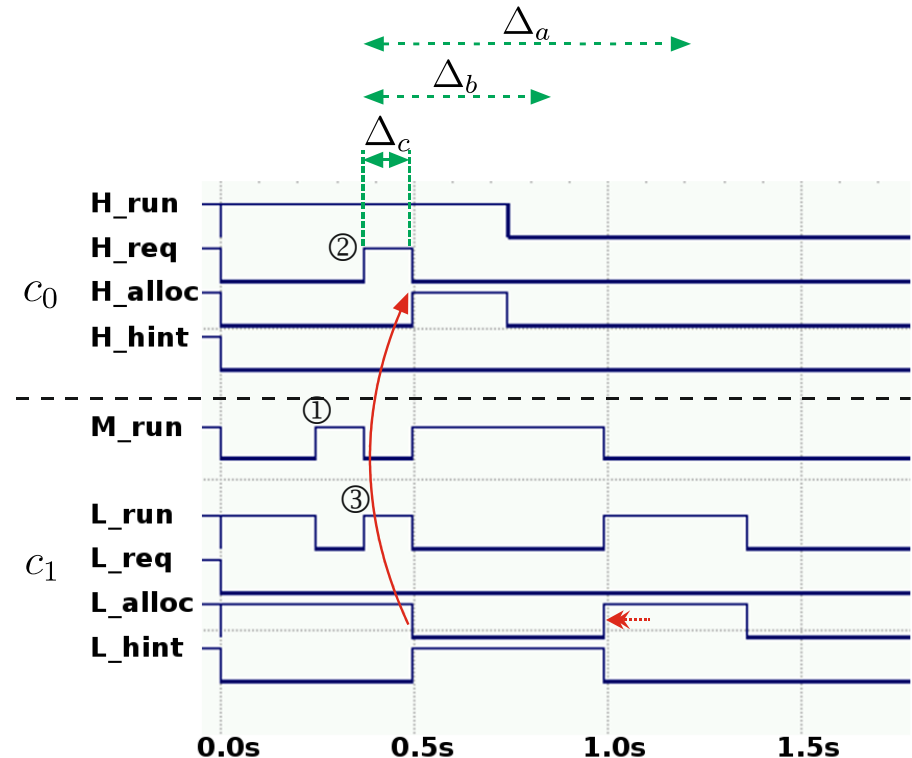 Δa
Δb
Δc
H_run
H_req
②
c0
H_alloc
H_hint
①
M_run
③
L_run
c1
L_req
L_alloc
L_hint
0.0s 0.5s 1.0s 1.5s